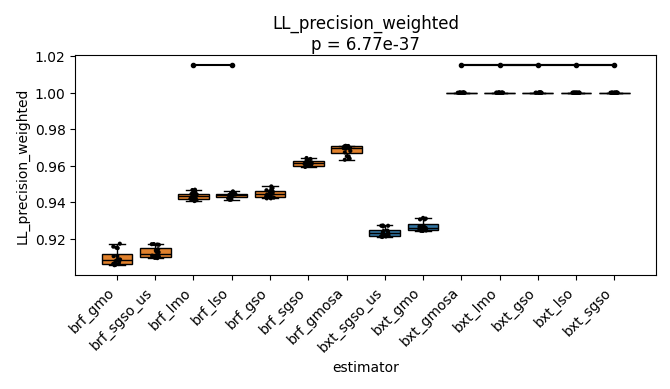 LL_precision_weighted
p = 6.77e-37
LL_precision_weighted
1.02
1.00
0.98
0.96
0.94
0.92
brf_gmo
brf_sgso_us
brf_lmo
brf_lso
brf_gso
brf_sgso
brf_gmosa
bxt_sgso_us
bxt_gmo
bxt_gmosa
bxt_lmo
bxt_gso
bxt_lso
bxt_sgso
estimator